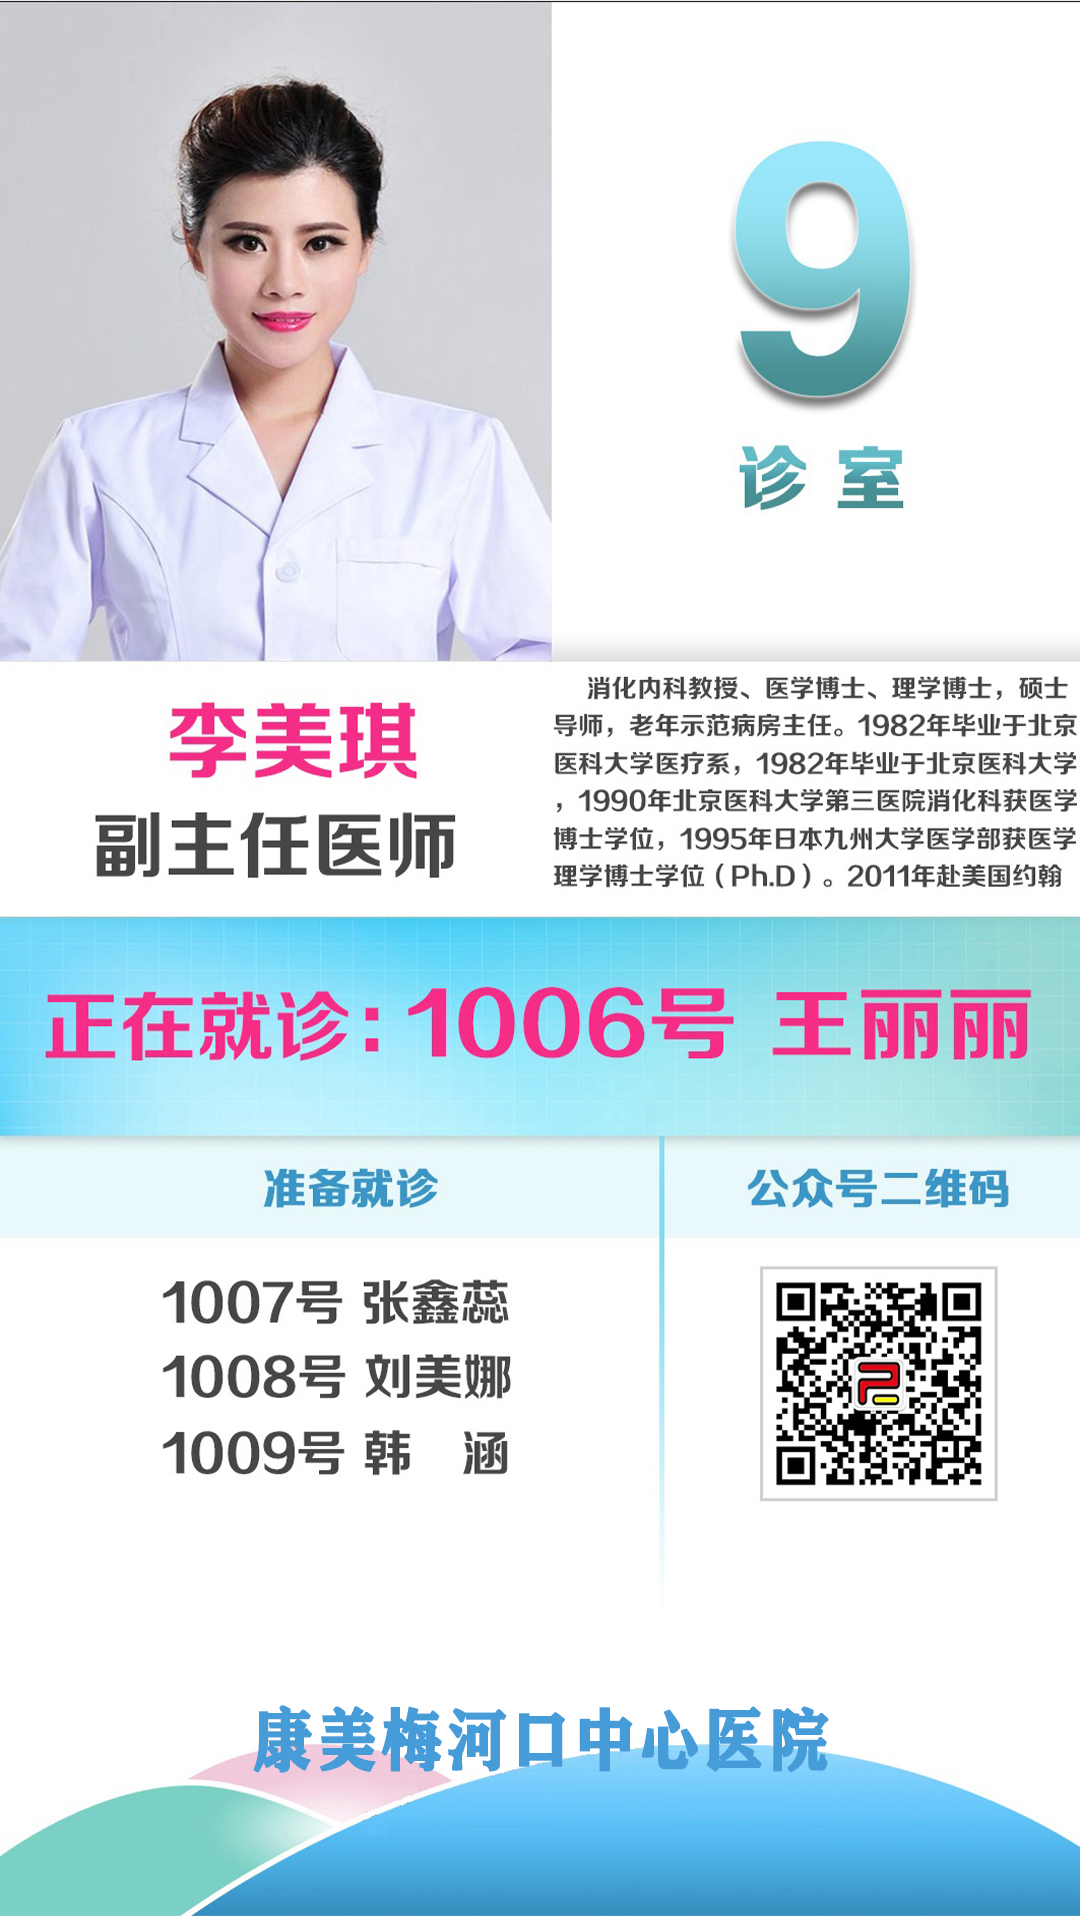 9
诊室
李美琪
副主任医师
消化内科教授、医学博士、理学博士，硕士
导师，老年示范病房主任。1982年毕业于北京
医科大学医疗系，1982年毕业于北京医科大学
，1990年北京医科大学第三医院消化科获医学
博士学位，1995年日本九州大学医学部获医学
理学博士学位（Ph.D）。2011年赴美国约翰
正在就诊：1006号 王丽丽
准备就诊
1007号 张鑫蕊
1008号 刘美娜
1009号 韩　涵
公众号二维码
康美梅河口中心医院